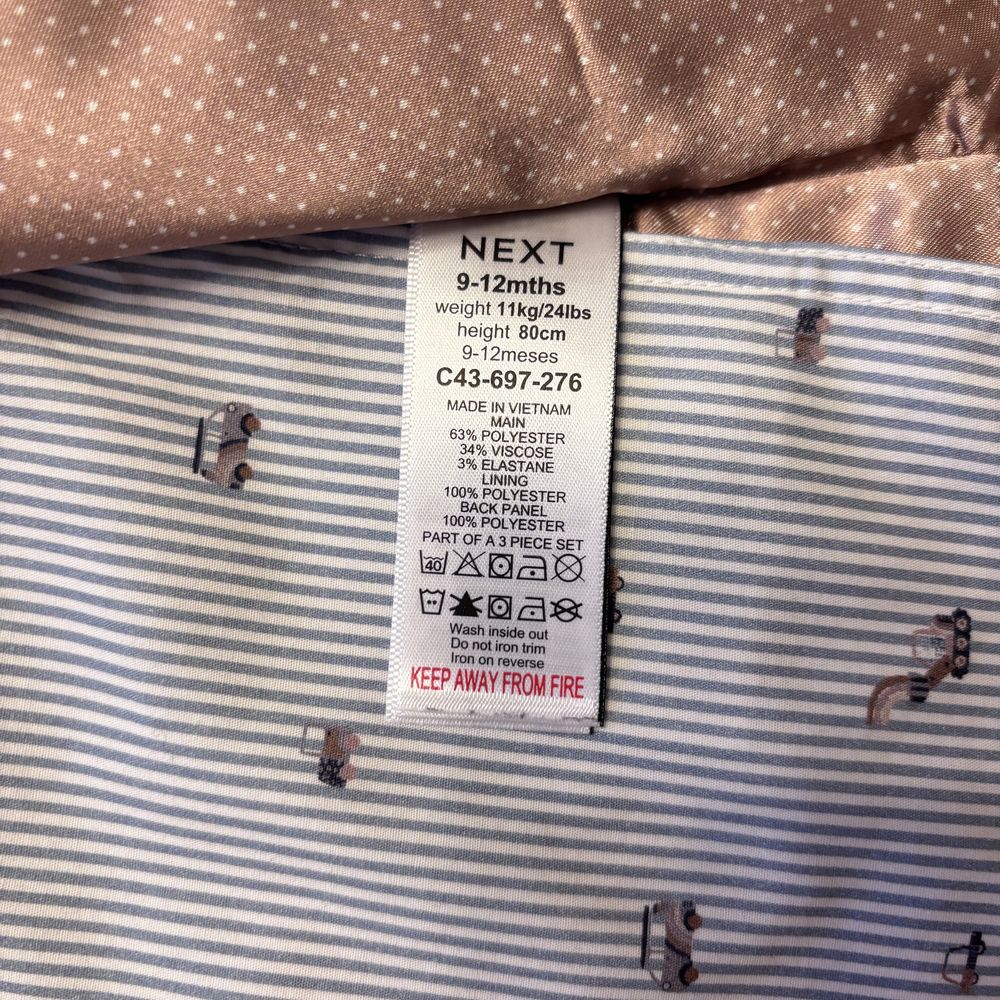 NEXT
9-12mths
weight 11kg/24lbs
height 80cm
9-12meses
C43-697-276
MADE IN VIETNAM
MAIN
63% POLYESTER
34% VISCOSE
3% ELASTANE
LINING
100% POLYESTER
BACK PANEL
100% POLYESTER
PART OF A 3 PIECE SET
40
Wash inside out
Do not iron trim
Iron on reverse
KEEP AWAY FROM FIRE